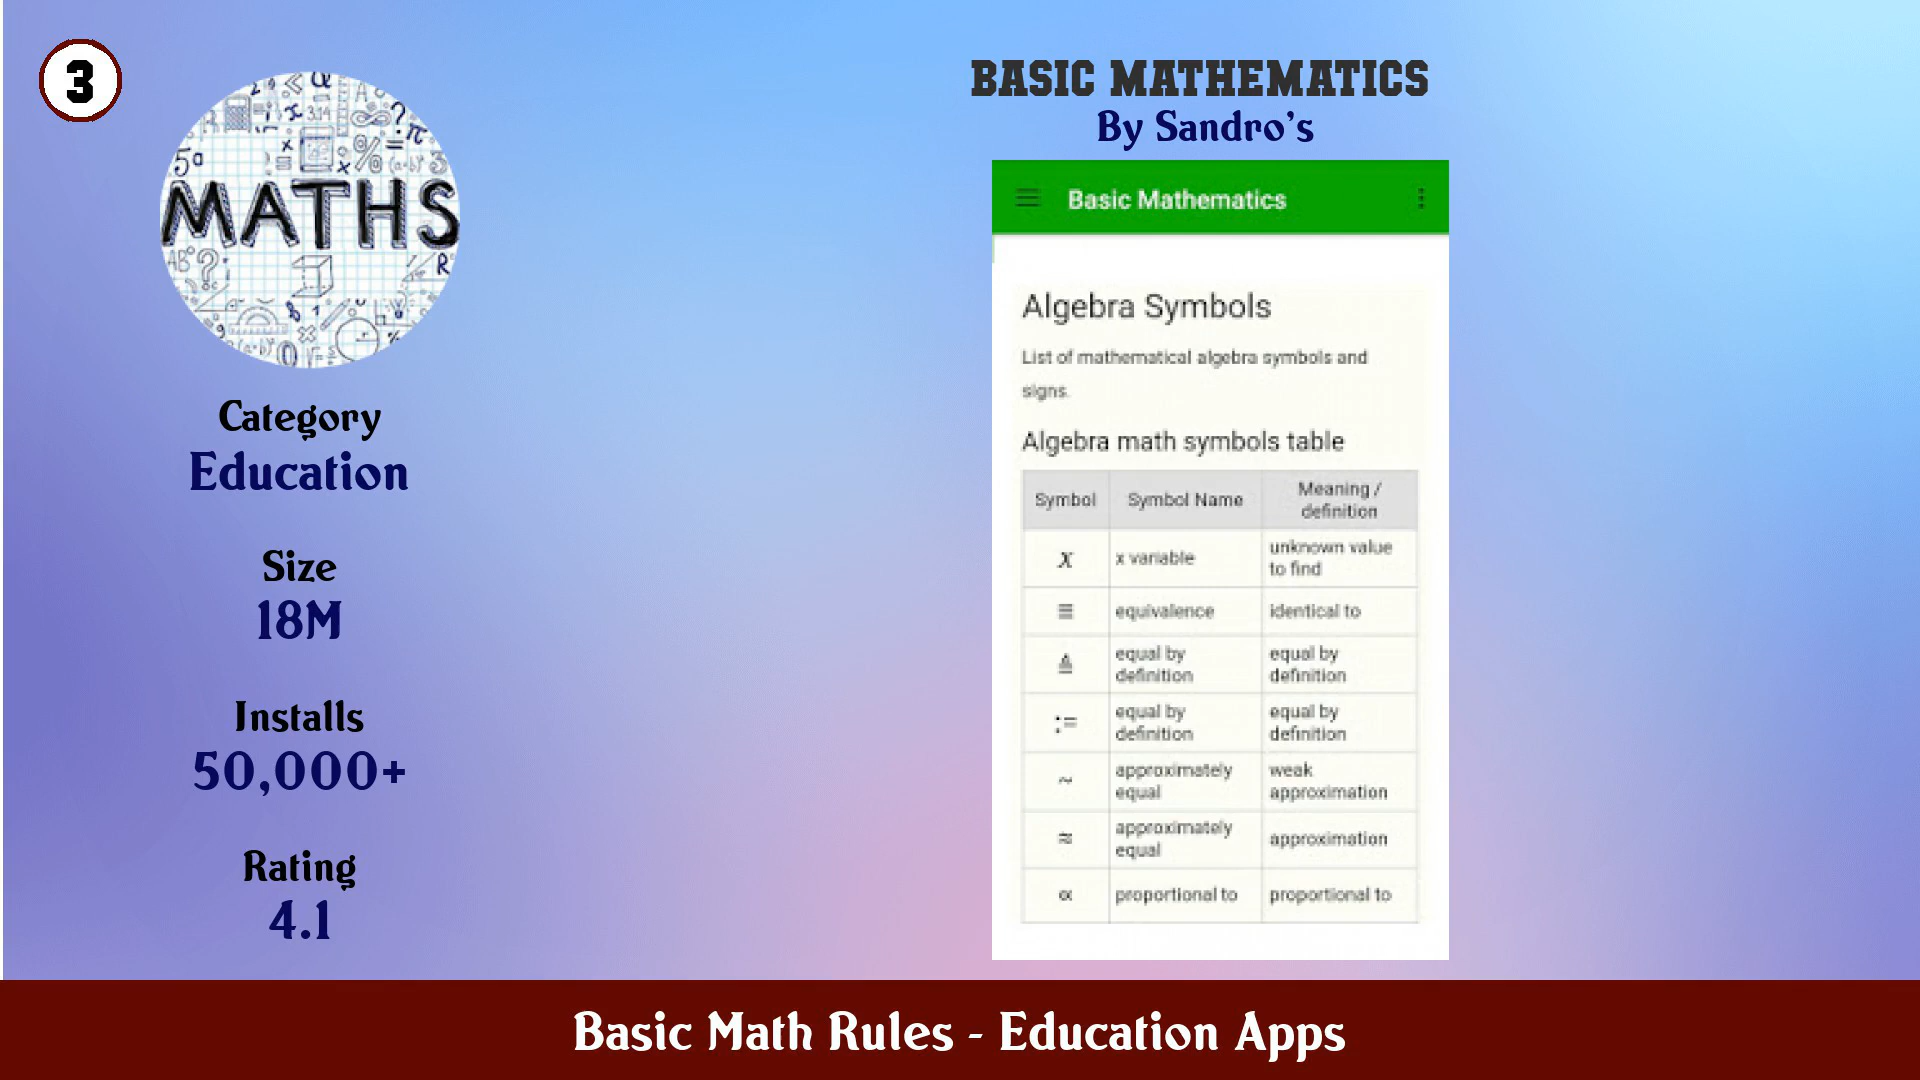 3
MATHS
Category
Education
Size
18M
Installs
50,000+
Rating
4.1
BASIC MATHEMATICS
By Sandro's
Basic Mathematics
Algebra Symbols
List of mathematical algebra symbols and
signs.
Algebra math symbols table
Symbol Symbol Name Meaning / definition
x x variable unknown value to find
≡ equivalence identical to
≜ equal by definition equal by definition
:= equal by definition equal by definition
~ approximately equal weak approximation
≈ approximately equal approximation
∝ proportional to proportional to
Basic Math Rules - Education Apps